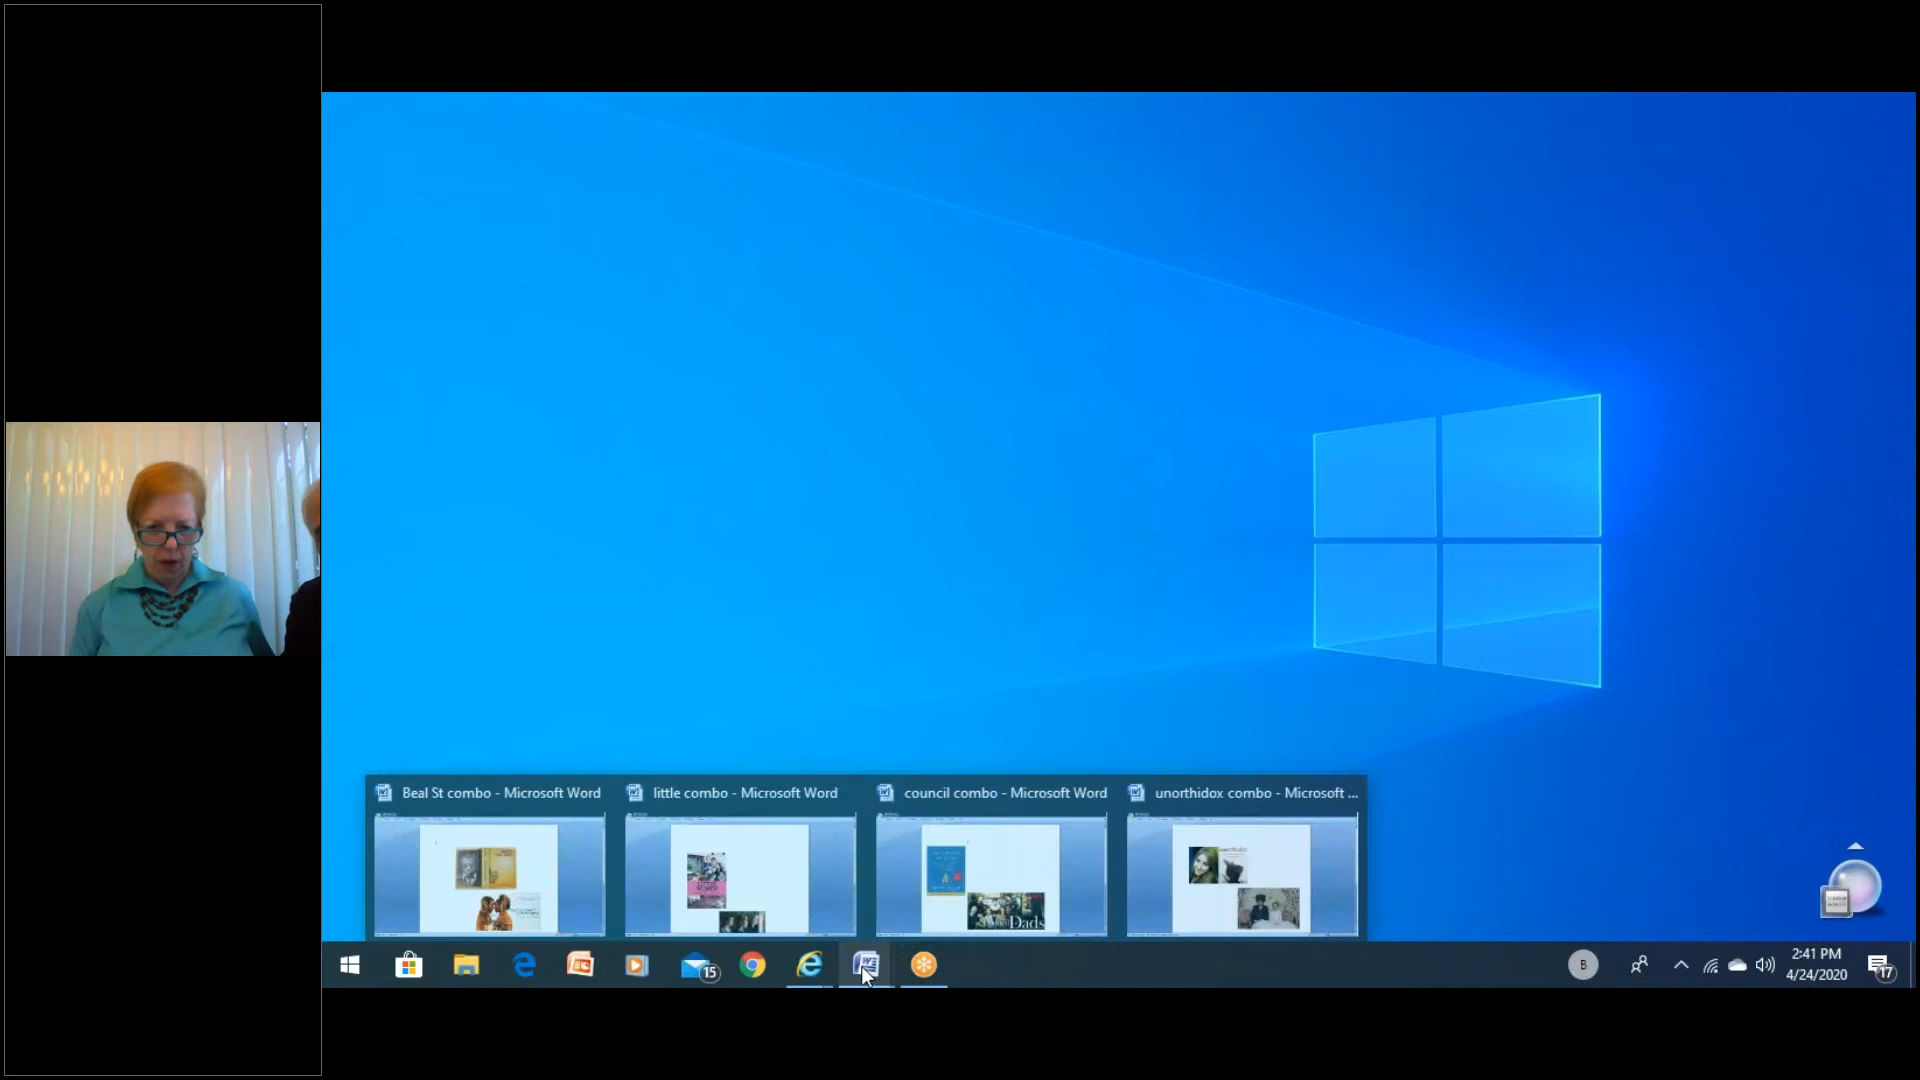 Beal St combo - Microsoft Word
little combo - Microsoft Word
council combo - Microsoft Word
unorthidox combo - Microsoft ...
Dads
15
B
2:41 PM
4/24/2020
17